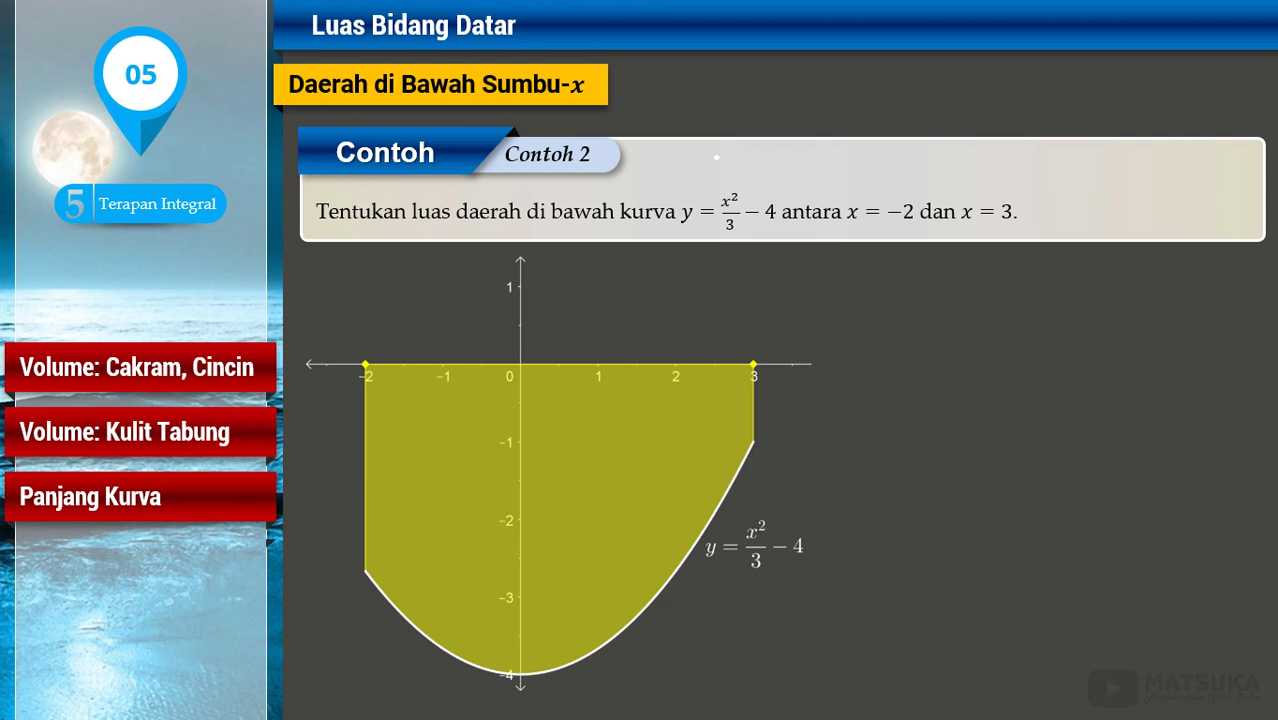 05
5 Terapan Integral
Volume: Cakram, Cincin
Volume: Kulit Tabung
Panjang Kurva
Luas Bidang Datar
Daerah di Bawah Sumbu-x
Contoh
Contoh 2
Tentukan luas daerah di bawah kurva y = x²/3 − 4 antara x = −2 dan x = 3.
1
−2 −1 0 1 2 3
−1
−2
y = x²/3 − 4
−3
−4
MATSUKA